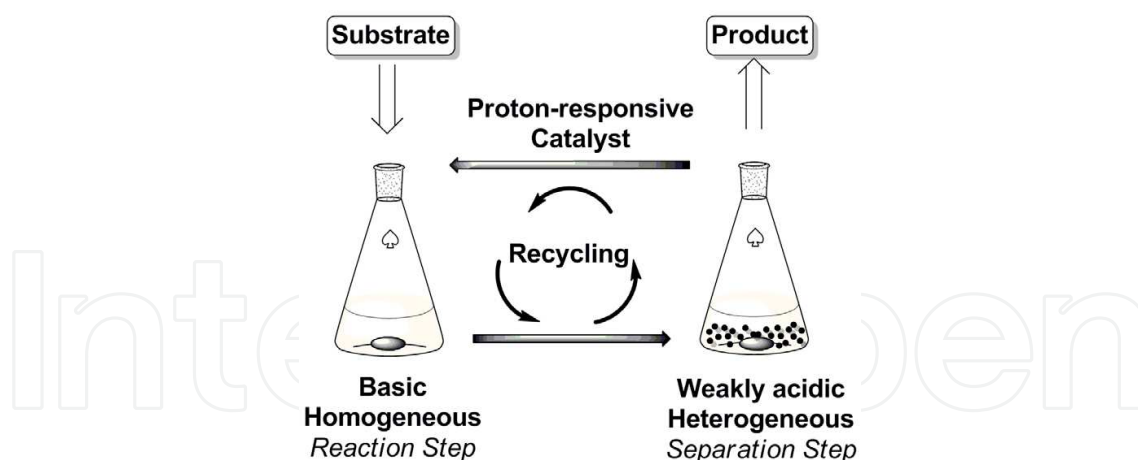 Substrate
Product
Proton-responsive
Catalyst
Recycling
Basic
Homogeneous
Reaction Step
Weakly acidic
Heterogeneous
Separation Step